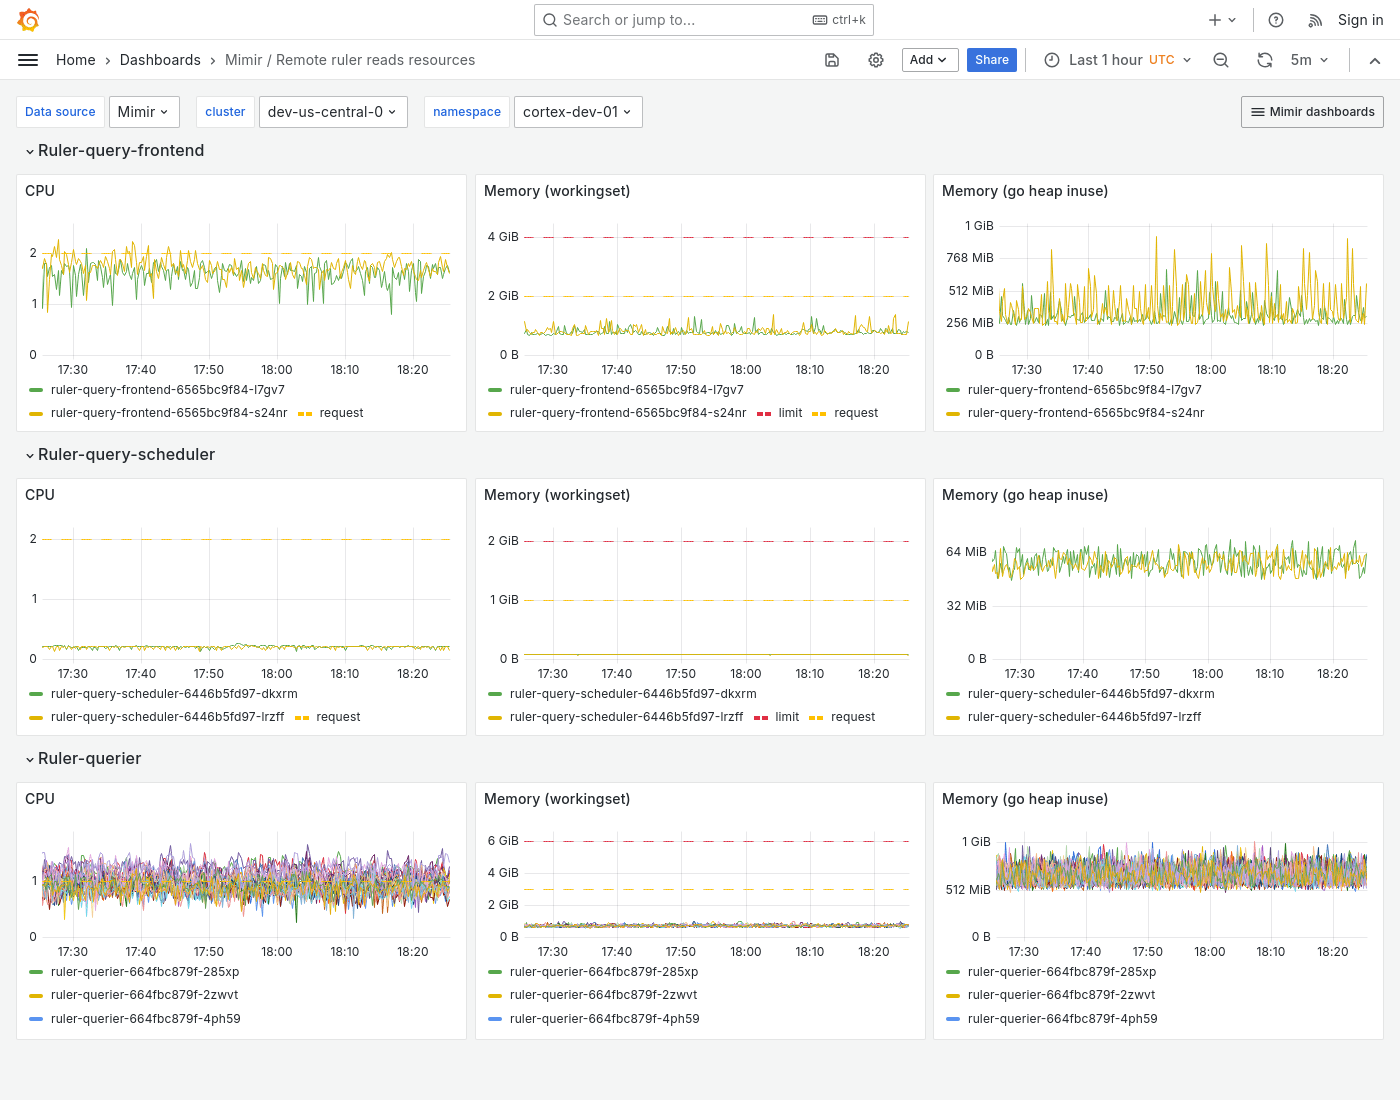 Search or jump to...
ctrl+k
Sign in
Home > Dashboards > Mimir / Remote ruler reads resources
Add
Share
Last 1 hour UTC
5m
Data source Mimir
cluster dev-us-central-0
namespace cortex-dev-01
Mimir dashboards
Ruler-query-frontend
CPU
2
1
0
17:30 17:40 17:50 18:00 18:10 18:20
ruler-query-frontend-6565bc9f84-l7gv7
ruler-query-frontend-6565bc9f84-s24nr request
Memory (workingset)
4 GiB
2 GiB
0 B
17:30 17:40 17:50 18:00 18:10 18:20
ruler-query-frontend-6565bc9f84-l7gv7
ruler-query-frontend-6565bc9f84-s24nr limit request
Memory (go heap inuse)
1 GiB
768 MiB
512 MiB
256 MiB
0 B
17:30 17:40 17:50 18:00 18:10 18:20
ruler-query-frontend-6565bc9f84-l7gv7
ruler-query-frontend-6565bc9f84-s24nr
Ruler-query-scheduler
CPU
2
1
0
17:30 17:40 17:50 18:00 18:10 18:20
ruler-query-scheduler-6446b5fd97-dkxrm
ruler-query-scheduler-6446b5fd97-lrzff request
Memory (workingset)
2 GiB
1 GiB
0 B
17:30 17:40 17:50 18:00 18:10 18:20
ruler-query-scheduler-6446b5fd97-dkxrm
ruler-query-scheduler-6446b5fd97-lrzff limit request
Memory (go heap inuse)
64 MiB
32 MiB
0 B
17:30 17:40 17:50 18:00 18:10 18:20
ruler-query-scheduler-6446b5fd97-dkxrm
ruler-query-scheduler-6446b5fd97-lrzff
Ruler-querier
CPU
1
0
17:30 17:40 17:50 18:00 18:10 18:20
ruler-querier-664fbc879f-285xp
ruler-querier-664fbc879f-2zwvt
ruler-querier-664fbc879f-4ph59
Memory (workingset)
6 GiB
4 GiB
2 GiB
0 B
17:30 17:40 17:50 18:00 18:10 18:20
ruler-querier-664fbc879f-285xp
ruler-querier-664fbc879f-2zwvt
ruler-querier-664fbc879f-4ph59
Memory (go heap inuse)
1 GiB
512 MiB
0 B
17:30 17:40 17:50 18:00 18:10 18:20
ruler-querier-664fbc879f-285xp
ruler-querier-664fbc879f-2zwvt
ruler-querier-664fbc879f-4ph59